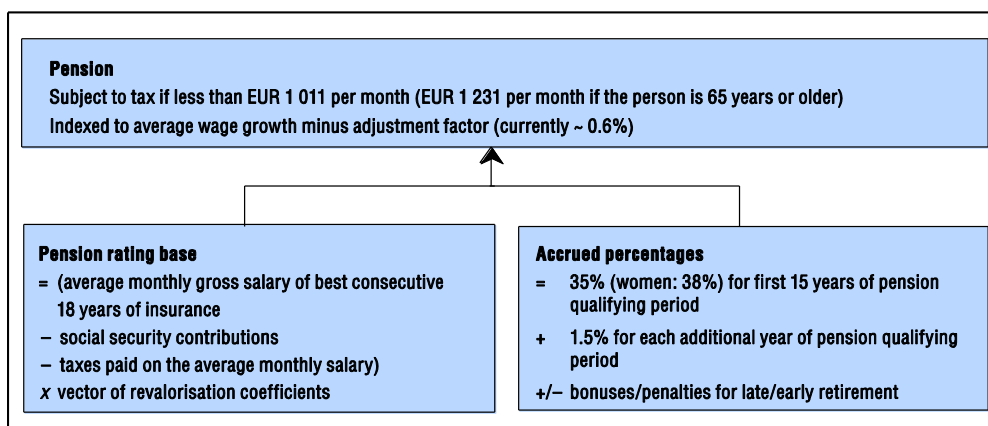 Pension
Subject to tax if less than EUR 1 011 per month (EUR 1 231 per month if the person is 65 years or older)
Indexed to average wage growth minus adjustment factor (currently ~ 0.6%)
Pension rating base
= (average monthly gross salary of best consecutive
18 years of insurance
– social security contributions
– taxes paid on the average monthly salary)
x vector of revalorisation coefficients
Accrued percentages
= 35% (women: 38%) for first 15 years of pension
qualifying period
+ 1.5% for each additional year of pension qualifying
period
+/– bonuses/penalties for late/early retirement